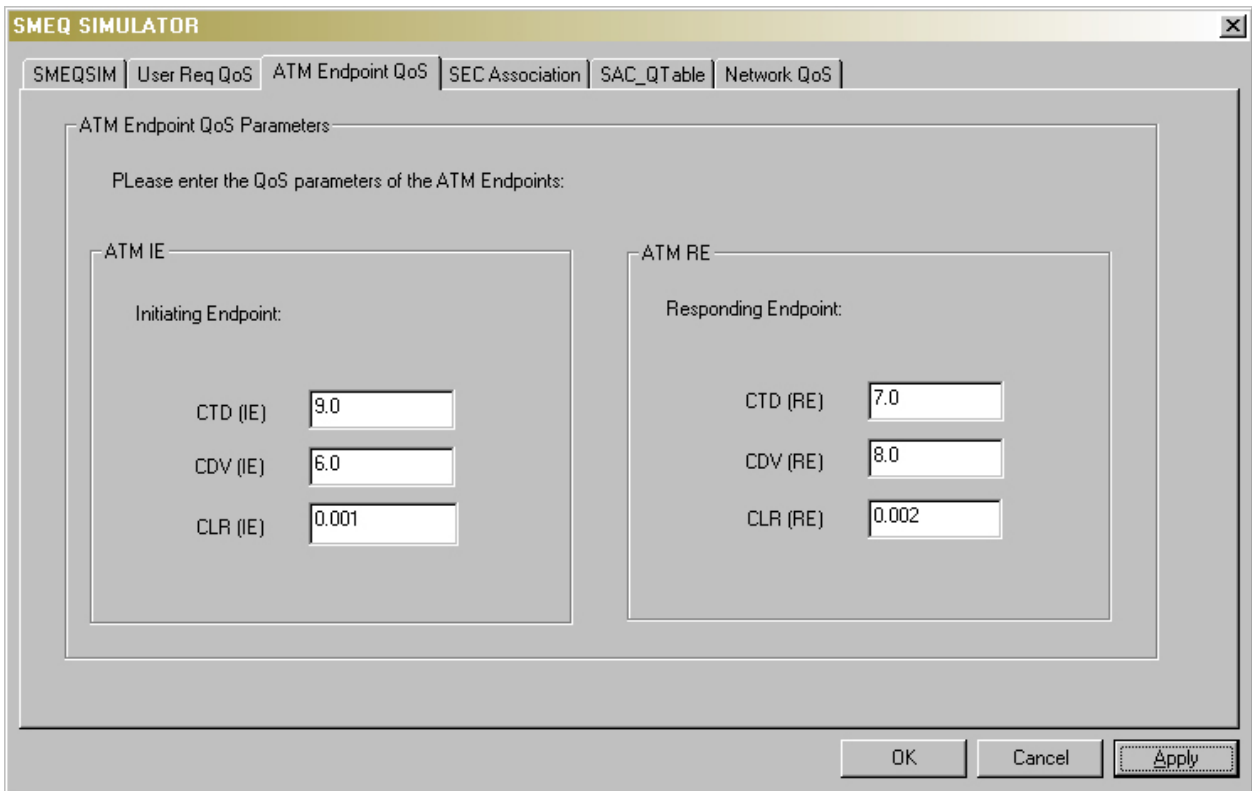 SMEQ SIMULATOR
SMEQSIM
User Req QoS
ATM Endpoint QoS
SEC Association
SAC_QTable
Network QoS
ATM Endpoint QoS Parameters
PLease enter the QoS parameters of the ATM Endpoints:
ATM IE
Initiating Endpoint:
CTD (IE) 9.0
CDV (IE) 6.0
CLR (IE) 0.001
ATM RE
Responding Endpoint:
CTD (RE) 7.0
CDV (RE) 8.0
CLR (RE) 0.002
OK
Cancel
Apply